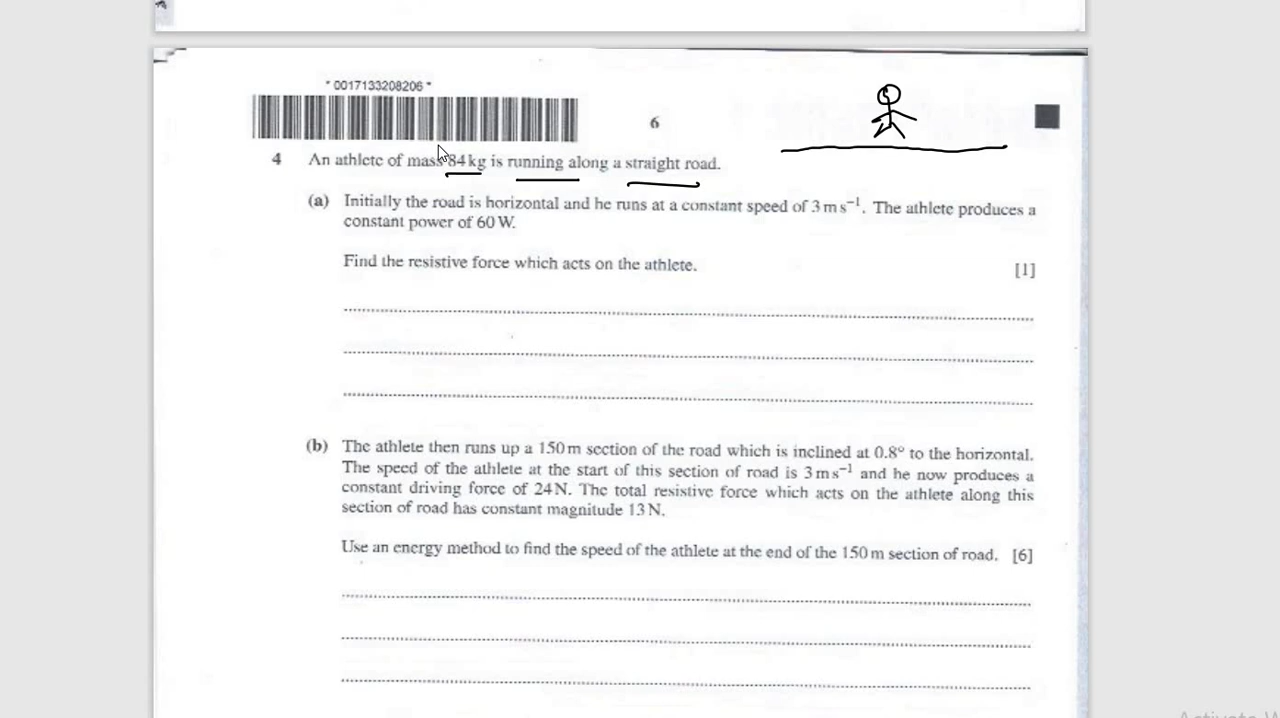 * 0017133208206 *
6
4 An athlete of mass 84 kg is running along a straight road.
(a) Initially the road is horizontal and he runs at a constant speed of 3 m s⁻¹. The athlete produces a
constant power of 60 W.
Find the resistive force which acts on the athlete. [1]
(b) The athlete then runs up a 150 m section of the road which is inclined at 0.8° to the horizontal.
The speed of the athlete at the start of this section of road is 3 m s⁻¹ and he now produces a
constant driving force of 24 N. The total resistive force which acts on the athlete along this
section of road has constant magnitude 13 N.
Use an energy method to find the speed of the athlete at the end of the 150 m section of road. [6]